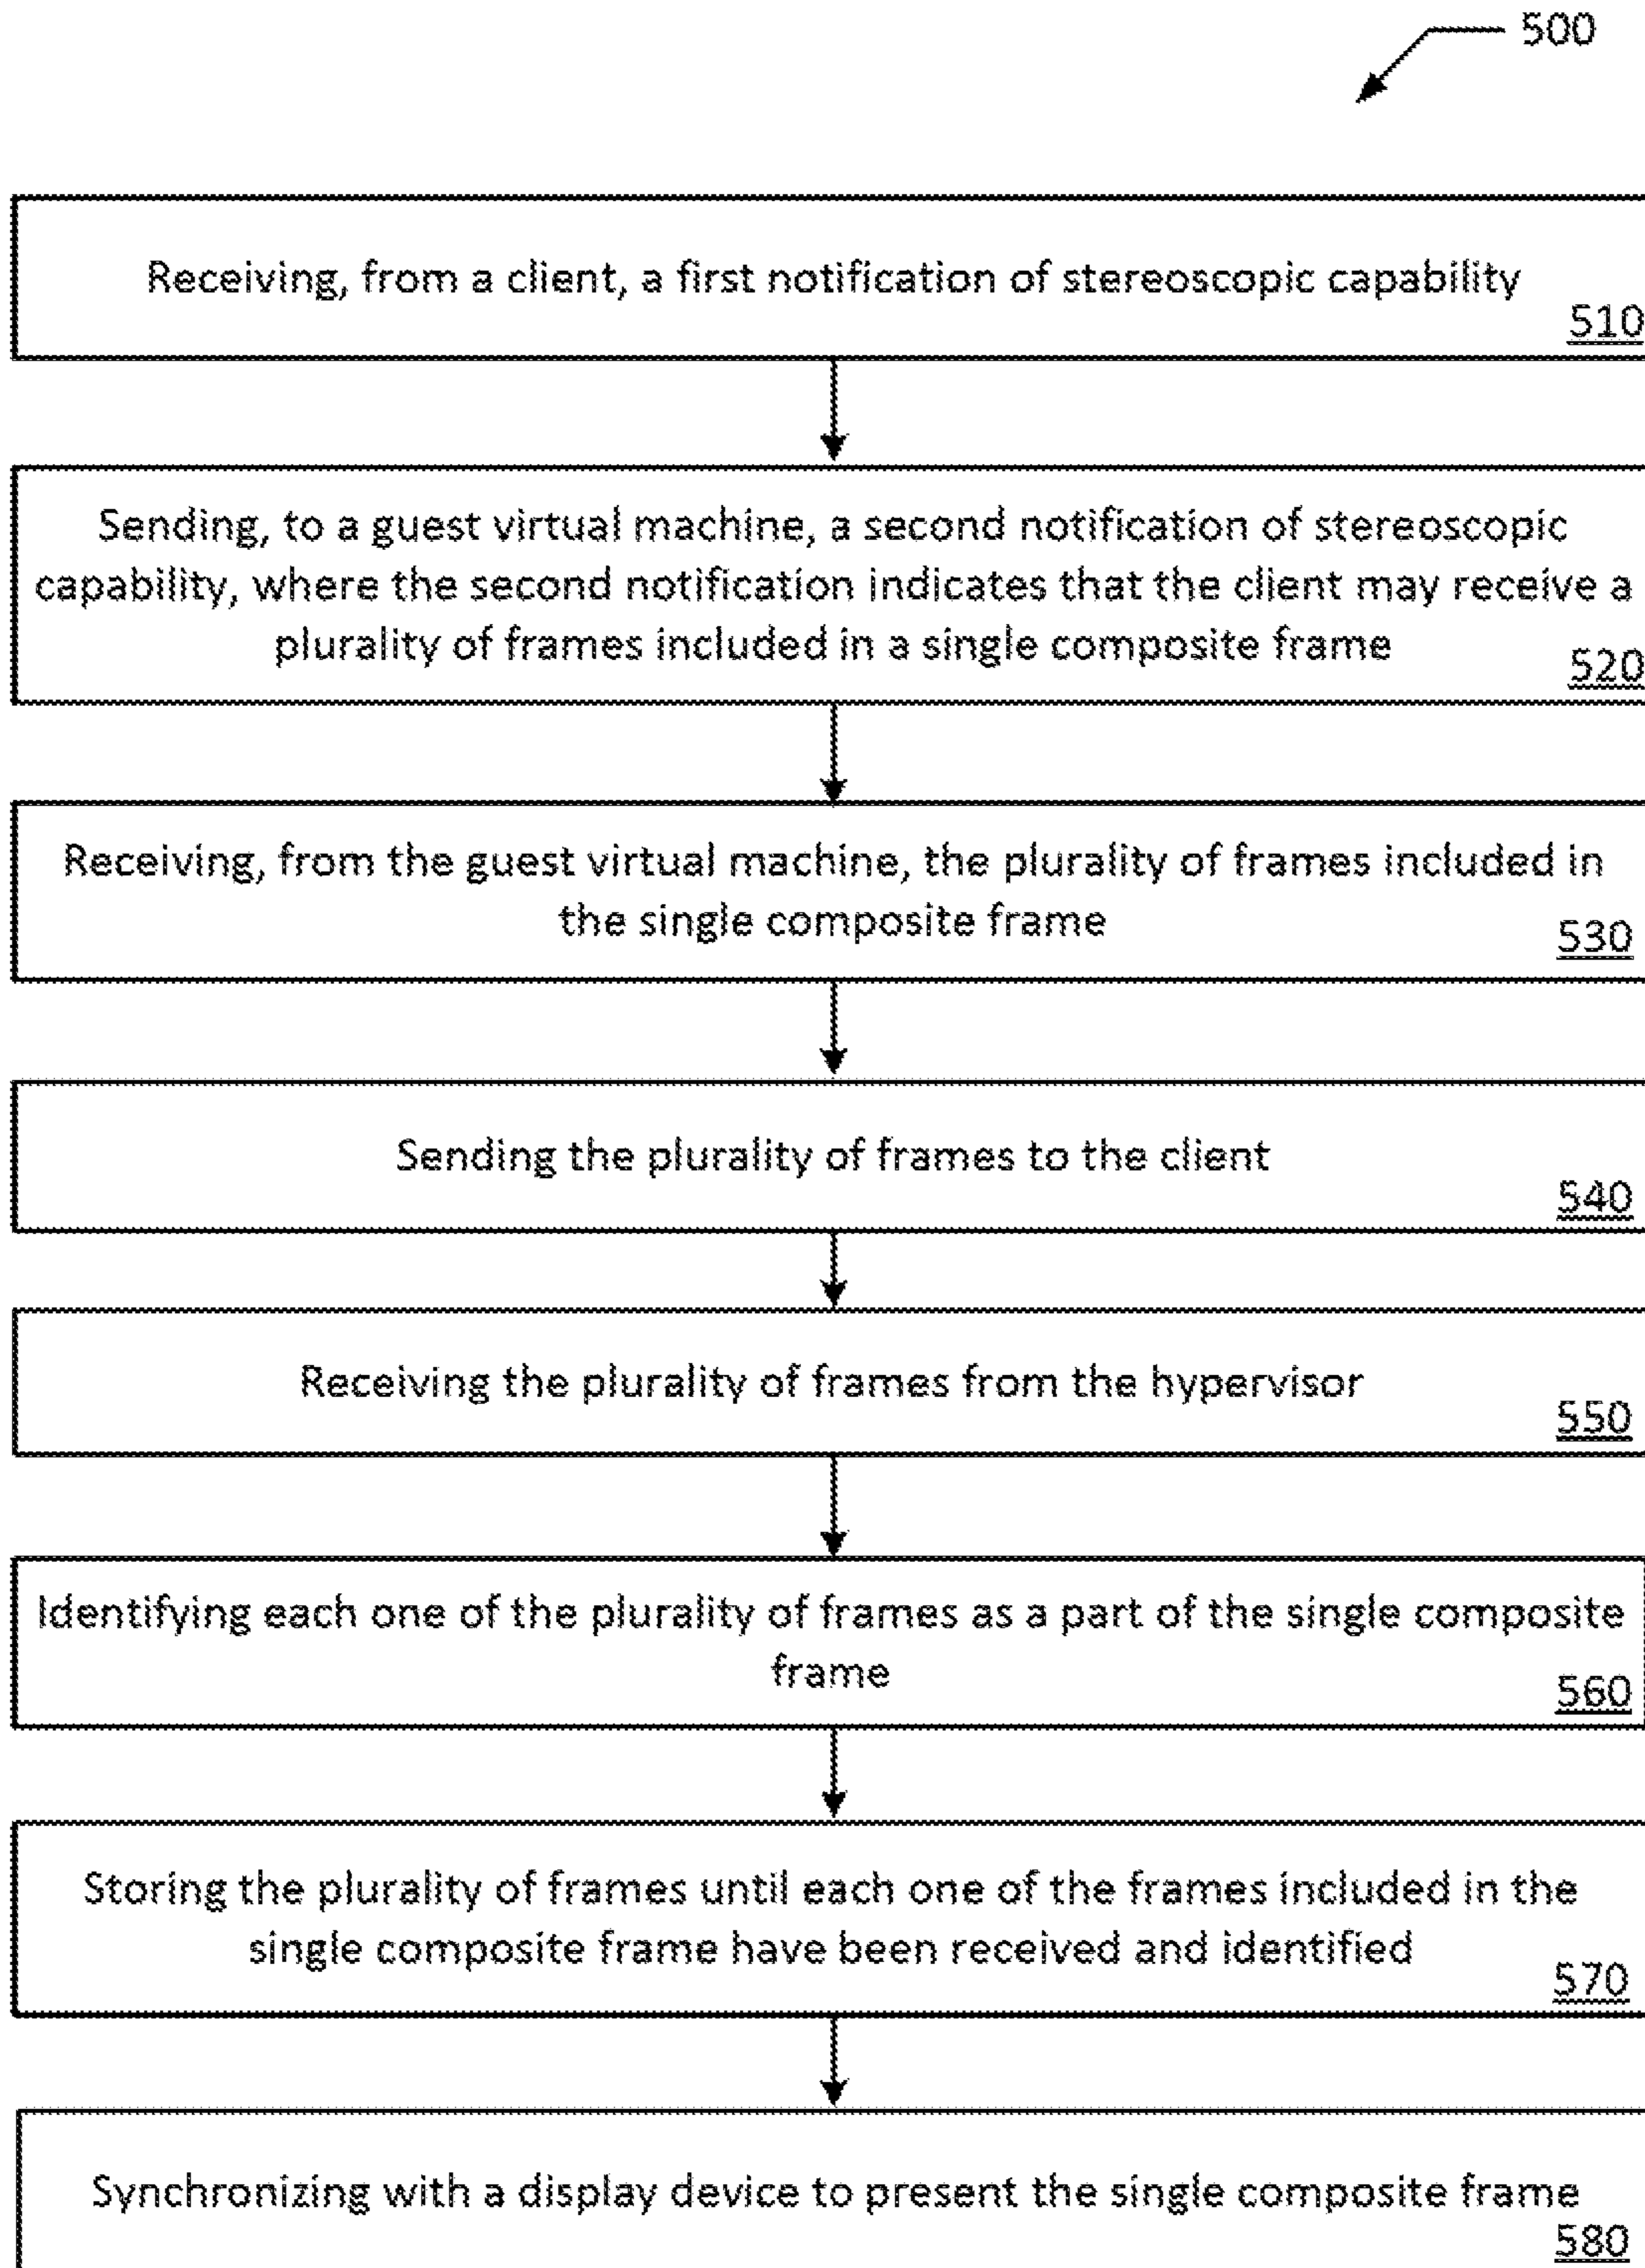 500
Receiving, from a client, a first notification of stereoscopic capability
510
Sending, to a guest virtual machine, a second notification of stereoscopic
capability, where the second notification indicates that the client may receive a
plurality of frames included in a single composite frame
520
Receiving, from the guest virtual machine, the plurality of frames included in
the single composite frame
530
Sending the plurality of frames to the client
540
Receiving the plurality of frames from the hypervisor
550
Identifying each one of the plurality of frames as a part of the single composite
frame
560
Storing the plurality of frames until each one of the frames included in the
single composite frame have been received and identified
570
Synchronizing with a display device to present the single composite frame
580